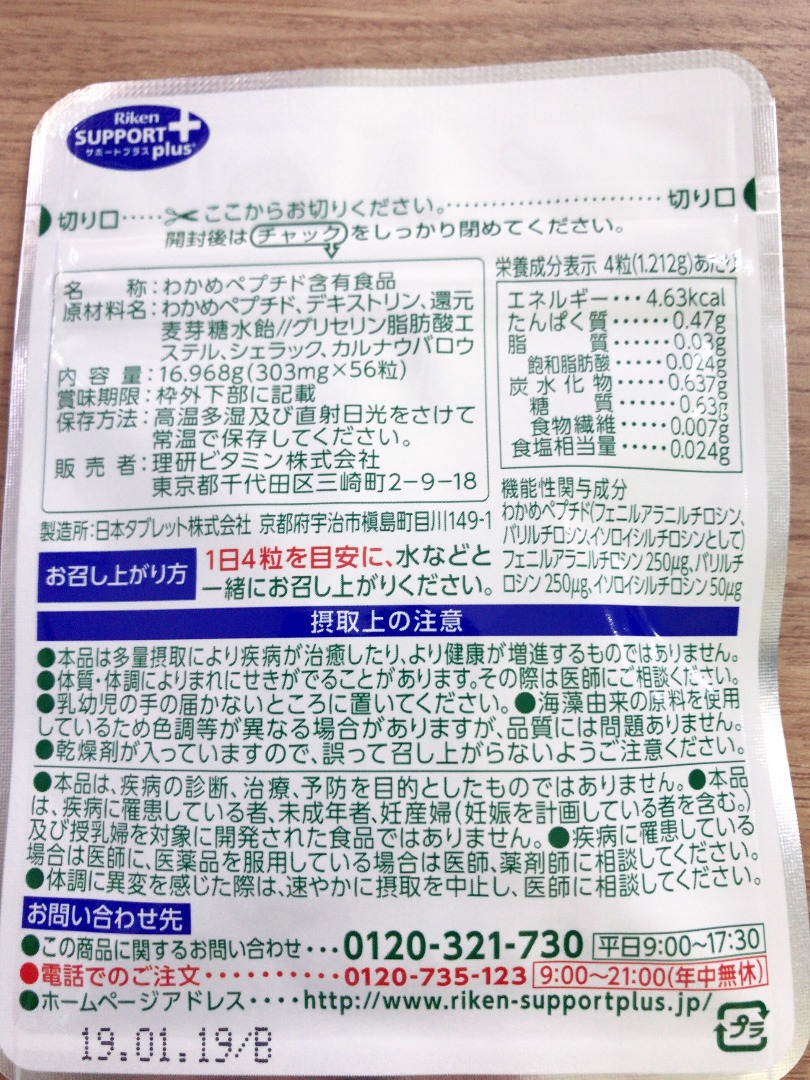 Riken
SUPPORT+
サポートプラス plus
切り口‥‥✂ここからお切りください。‥‥‥‥‥‥‥‥‥ 切り口
開封後はチャックをしっかり閉めてください。
名　　称：わかめペプチド含有食品
原材料名：わかめペプチド、デキストリン、還元
麦芽糖水飴//グリセリン脂肪酸エ
ステル、シェラック、カルナウバロウ
内 容 量：16.968g(303mg×56粒)
賞味期限：枠外下部に記載
保存方法：高温多湿及び直射日光をさけて
常温で保存してください。
販 売 者：理研ビタミン株式会社
東京都千代田区三崎町2-9-18
製造所：日本タブレット株式会社 京都府宇治市槇島町目川149-1
栄養成分表示 4粒(1.212g)あたり
エネルギー‥‥4.63kcal
たんぱく質‥‥‥0.47g
脂　　質‥‥‥0.03g
飽和脂肪酸‥‥‥0.024g
炭水化物‥‥‥0.637g
糖　　質‥‥‥0.63g
食物繊維‥‥‥0.007g
食塩相当量‥‥‥0.024g
機能性関与成分
わかめペプチド(フェニルアラニルチロシン、
バリルチロシン、イソロイシルチロシンとして)
フェニルアラニルチロシン 250μg、バリルチ
ロシン 250μg、イソロイシルチロシン 50μg
お召し上がり方
1日4粒を目安に、水などと
一緒にお召し上がりください。
摂取上の注意
●本品は多量摂取により疾病が治癒したり、より健康が増進するものではありません。
●体質・体調によりまれにせきがでることがあります。その際は医師にご相談ください。
●乳幼児の手の届かないところに置いてください。●海藻由来の原料を使用
しているため色調等が異なる場合がありますが、品質には問題ありません。
●乾燥剤が入っていますので、誤って召し上がらないようご注意ください。
●本品は、疾病の診断、治療、予防を目的としたものではありません。●本品
は、疾病に罹患している者、未成年者、妊産婦(妊娠を計画している者を含む。)
及び授乳婦を対象に開発された食品ではありません。●疾病に罹患している
場合は医師に、医薬品を服用している場合は医師、薬剤師に相談してください。
●体調に異変を感じた際は、速やかに摂取を中止し、医師に相談してください。
お問い合わせ先
●この商品に関するお問い合わせ‥‥0120-321-730 平日9:00～17:30
●電話でのご注文‥‥‥‥‥‥0120-735-123 9:00～21:00(年中無休)
●ホームページアドレス‥‥http://www.riken-supportplus.jp/
プラ
19.01.19/B